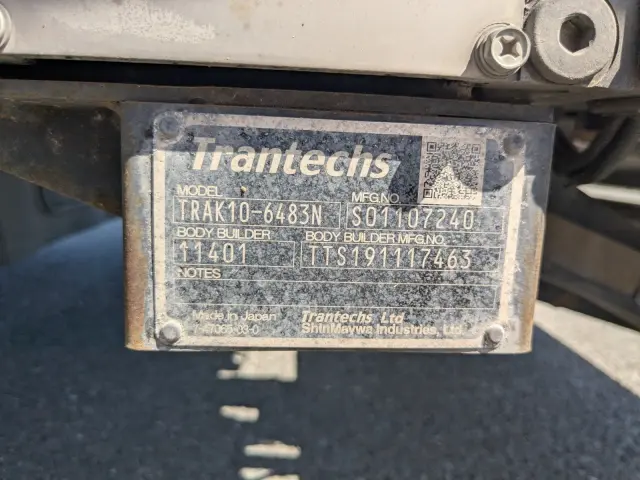 Trantechs
MODEL MFG.NO.
TRAK10-6483N S01107240
BODY BUILDER BODY BUILDER MFG.NO.
11401 TTS191117463
NOTES
Made in Japan Trantechs Ltd
ShinMaywa Industries, Ltd.